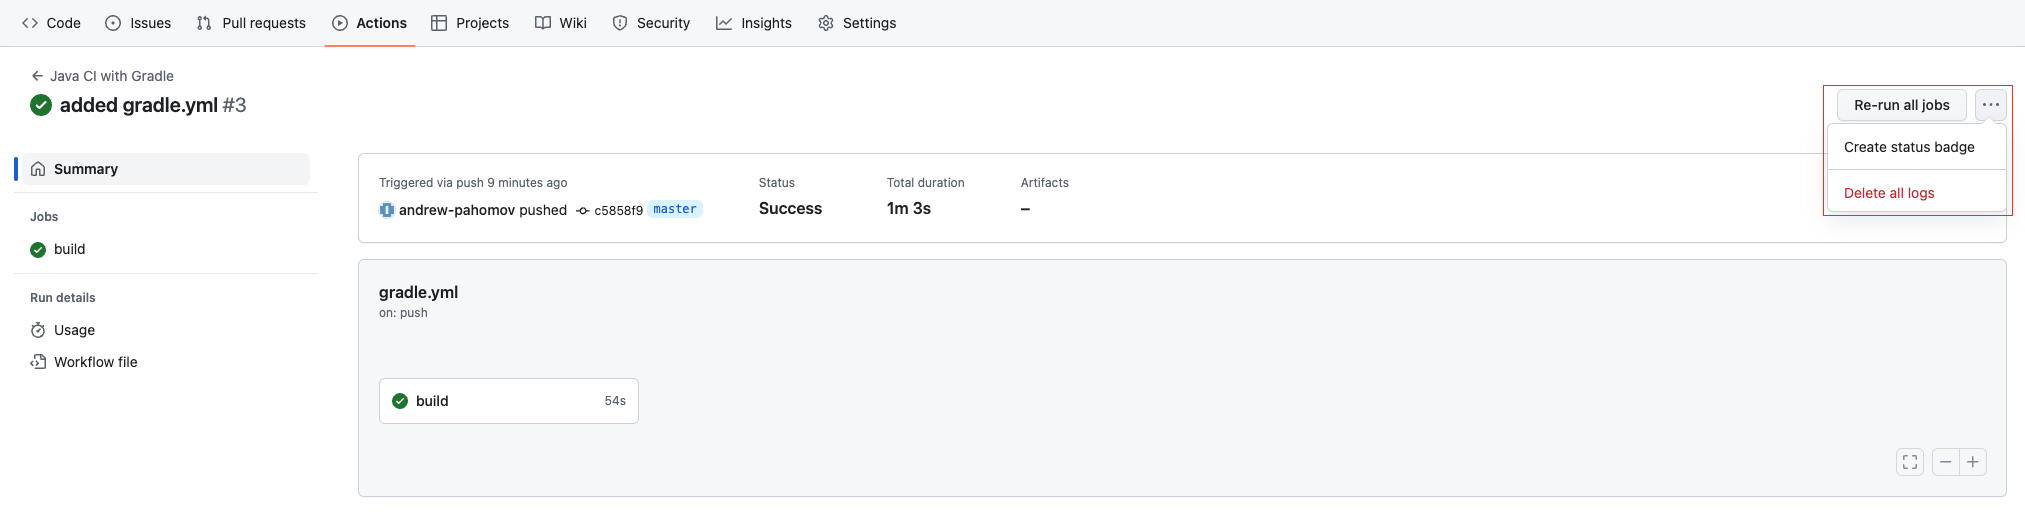 Code Issues Pull requests Actions Projects Wiki Security Insights Settings
Java CI with Gradle
added gradle.yml #3
Re-run all jobs ...
Create status badge
Delete all logs
Summary
Jobs
build
Run details
Usage
Workflow file
Triggered via push 9 minutes ago
andrew-pahomov pushed c5858f9 master
Status
Success
Total duration
1m 3s
Artifacts
–
gradle.yml
on: push
build 54s